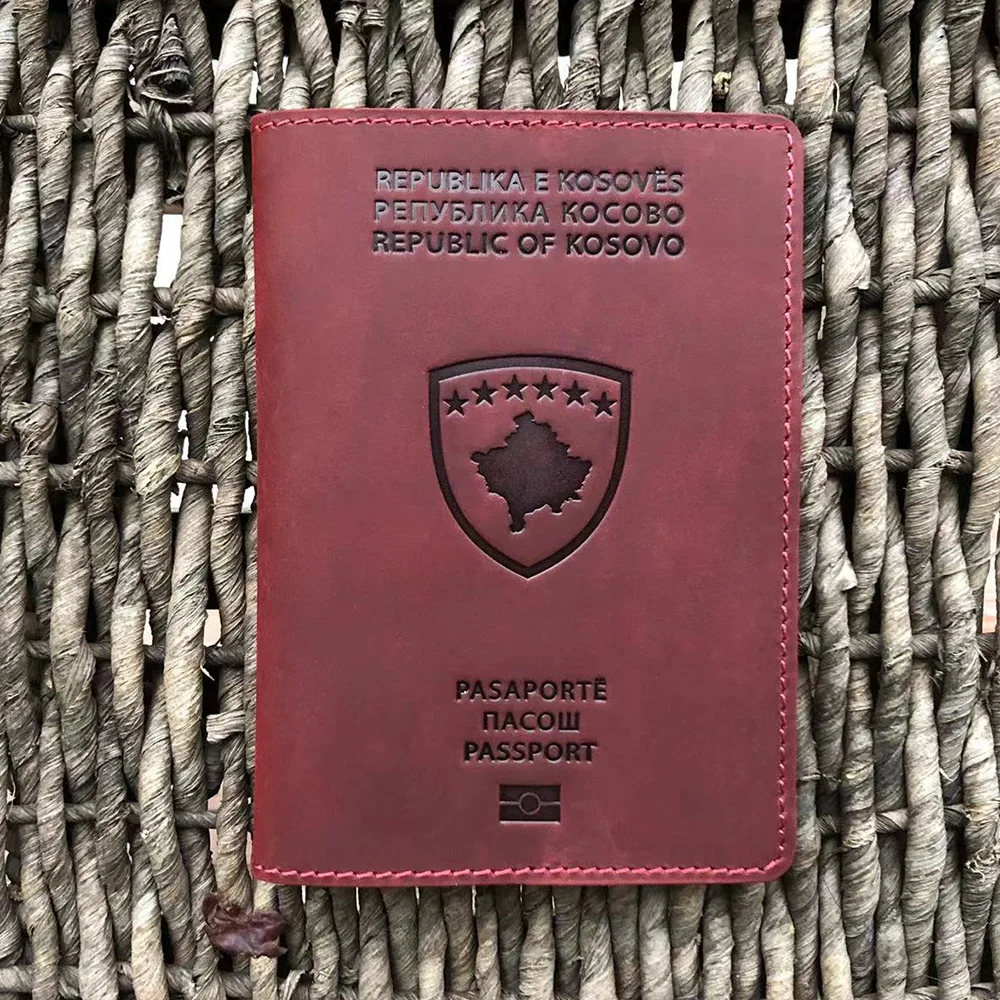 REPUBLIKA E KOSOVËS
РЕПУБЛИКА КОСОВО
REPUBLIC OF KOSOVO
PASAPORTË
ПАСОШ
PASSPORT